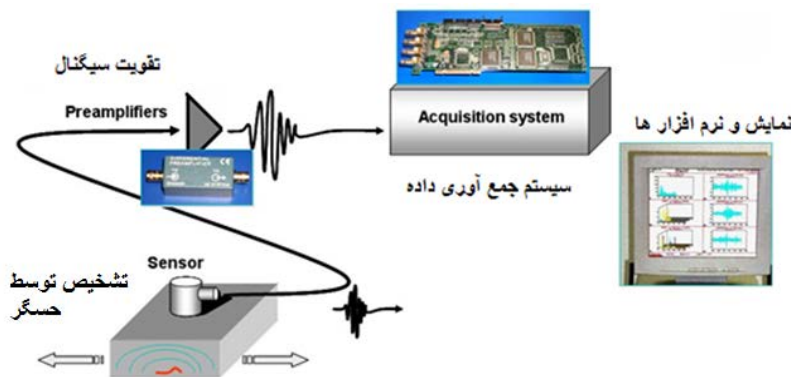 تقویت سیگنال
Preamplifiers
Acquisition system
سیستم جمع آوری داده
نمایش و نرم افزار ها
Sensor
تشخیص توسط
حسگر